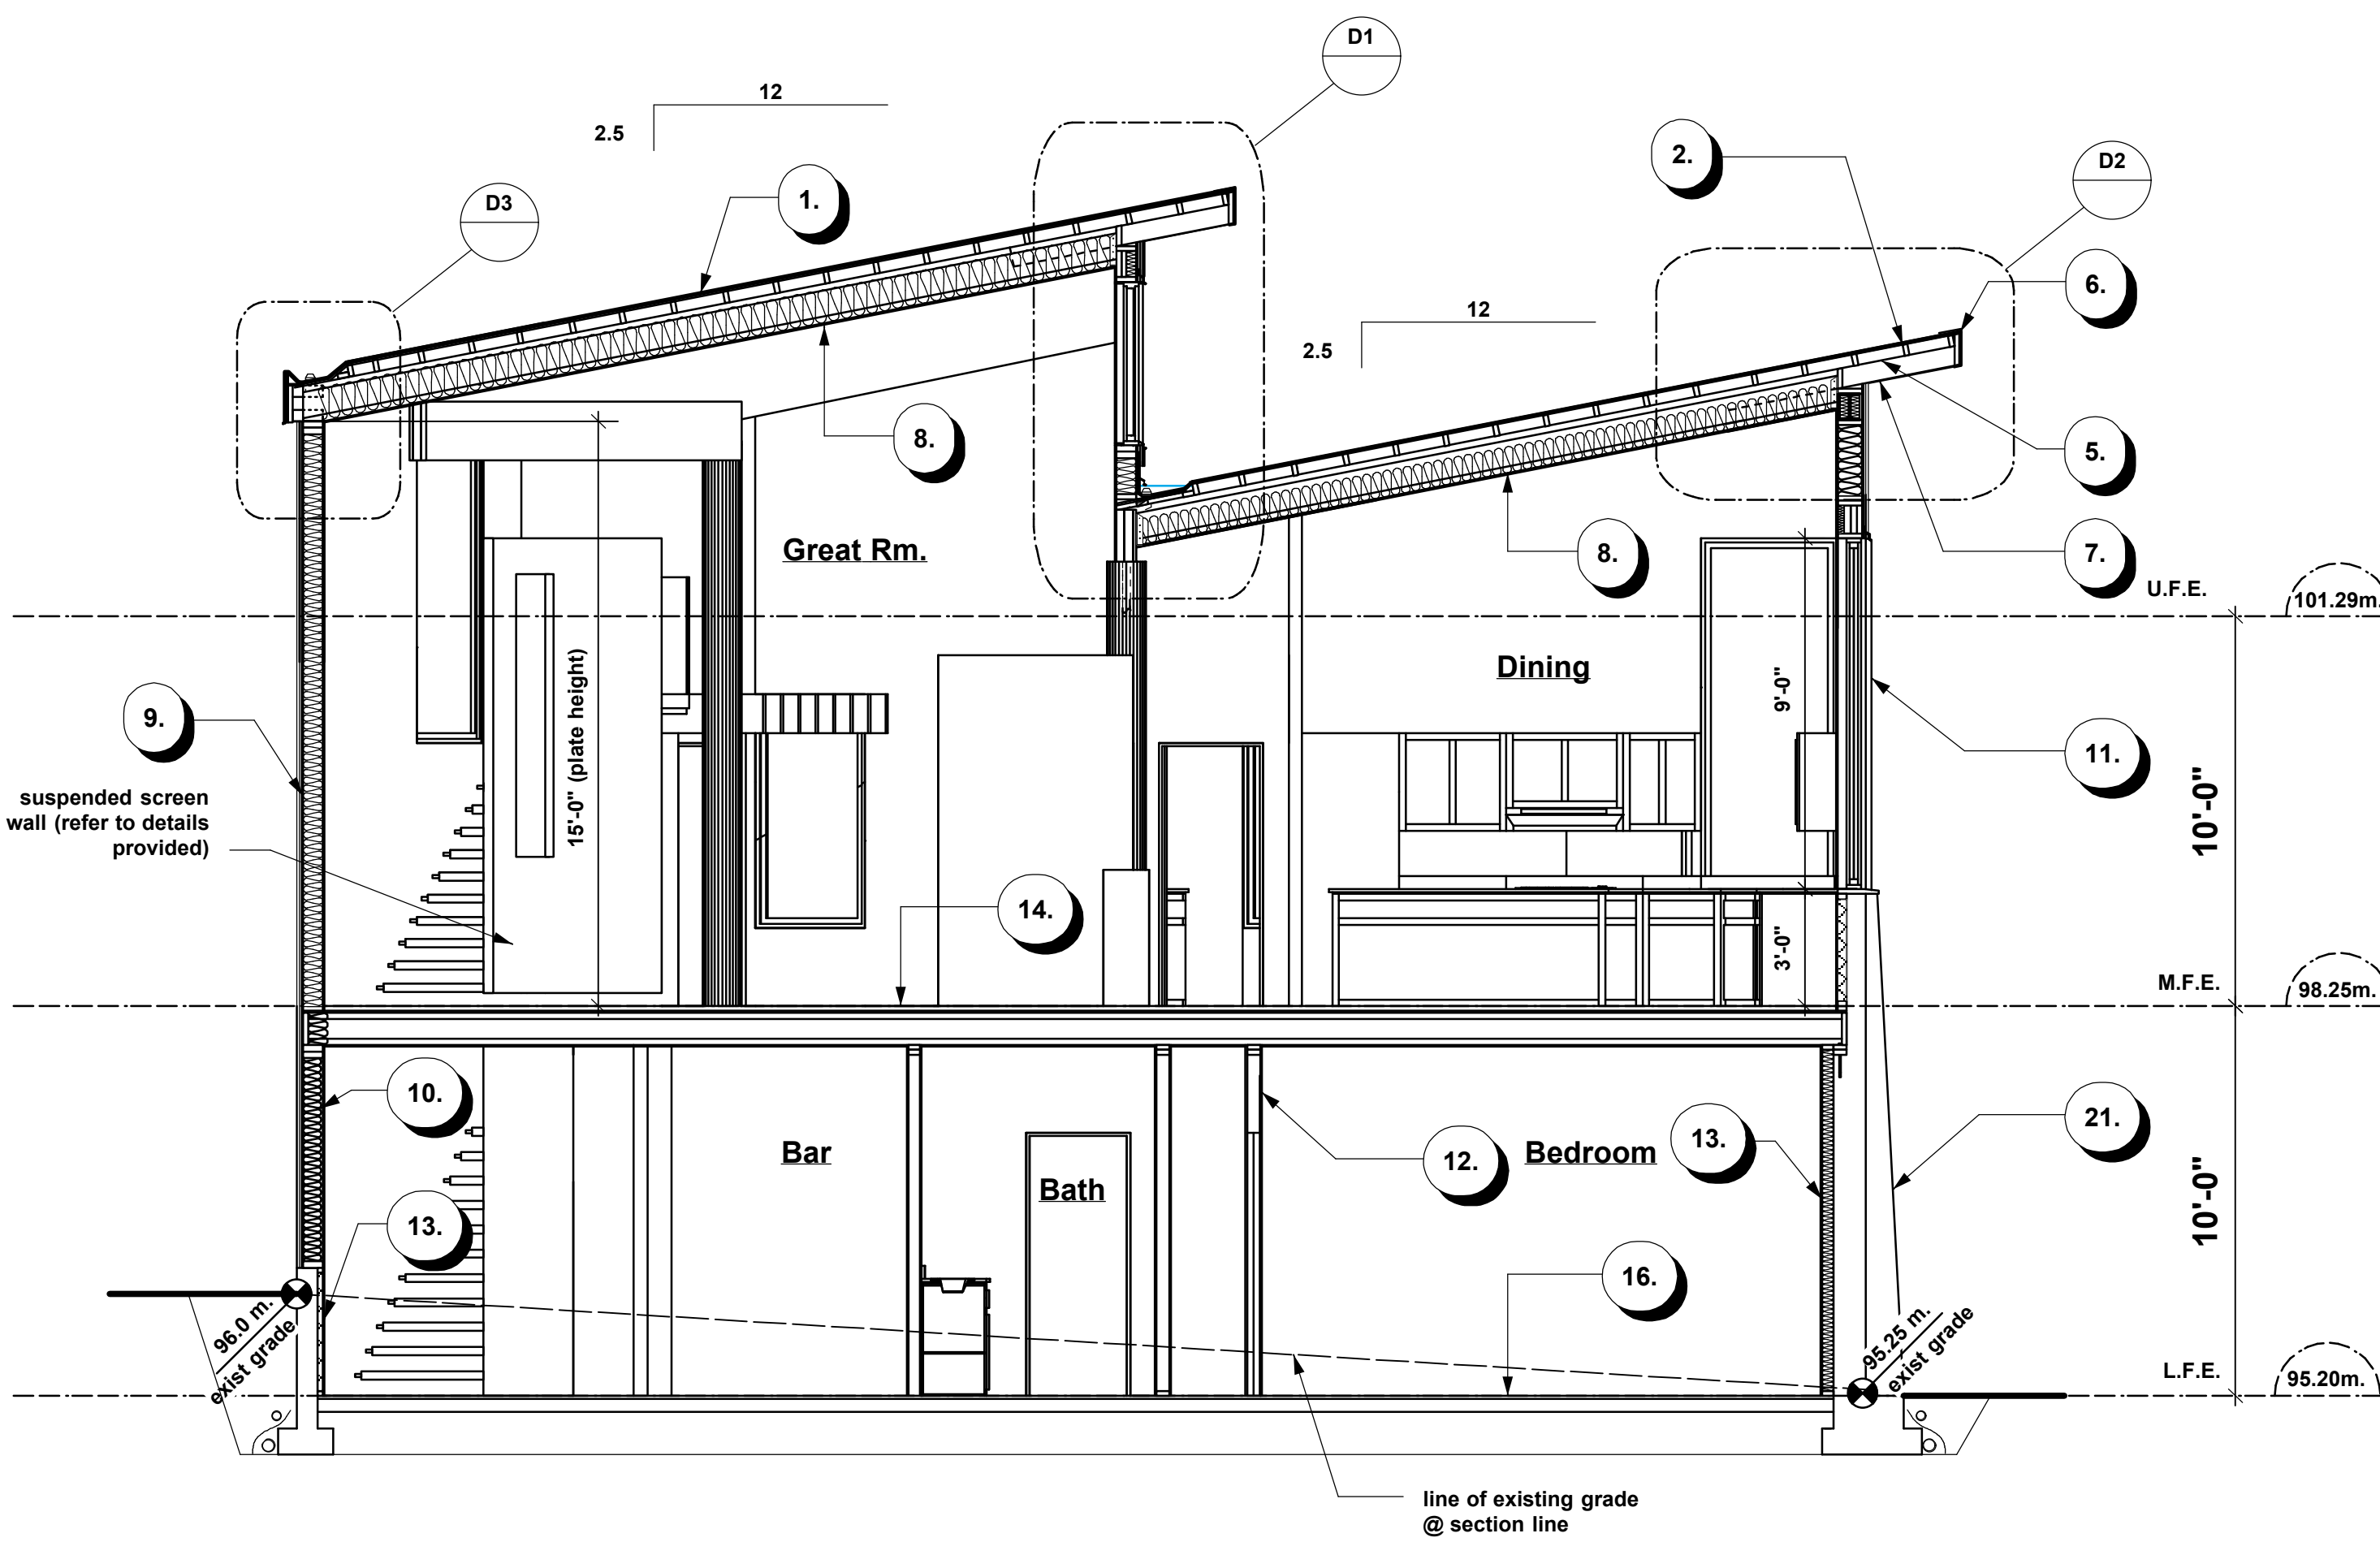 D1
12
2.5
D3
1.
2.
D2
6.
12
2.5
8.
5.
Great Rm.
8.
7.
U.F.E.
101.29m.
Dining
9'-0"
15'-0" (plate height)
9.
11.
10'-0"
suspended screen
wall (refer to details
provided)
14.
3'-0"
M.F.E.
98.25m.
10.
21.
Bar
12.
Bedroom
13.
Bath
10'-0"
13.
16.
96.0 m.
exist grade
95.25 m.
exist grade
L.F.E.
95.20m.
line of existing grade
@ section line